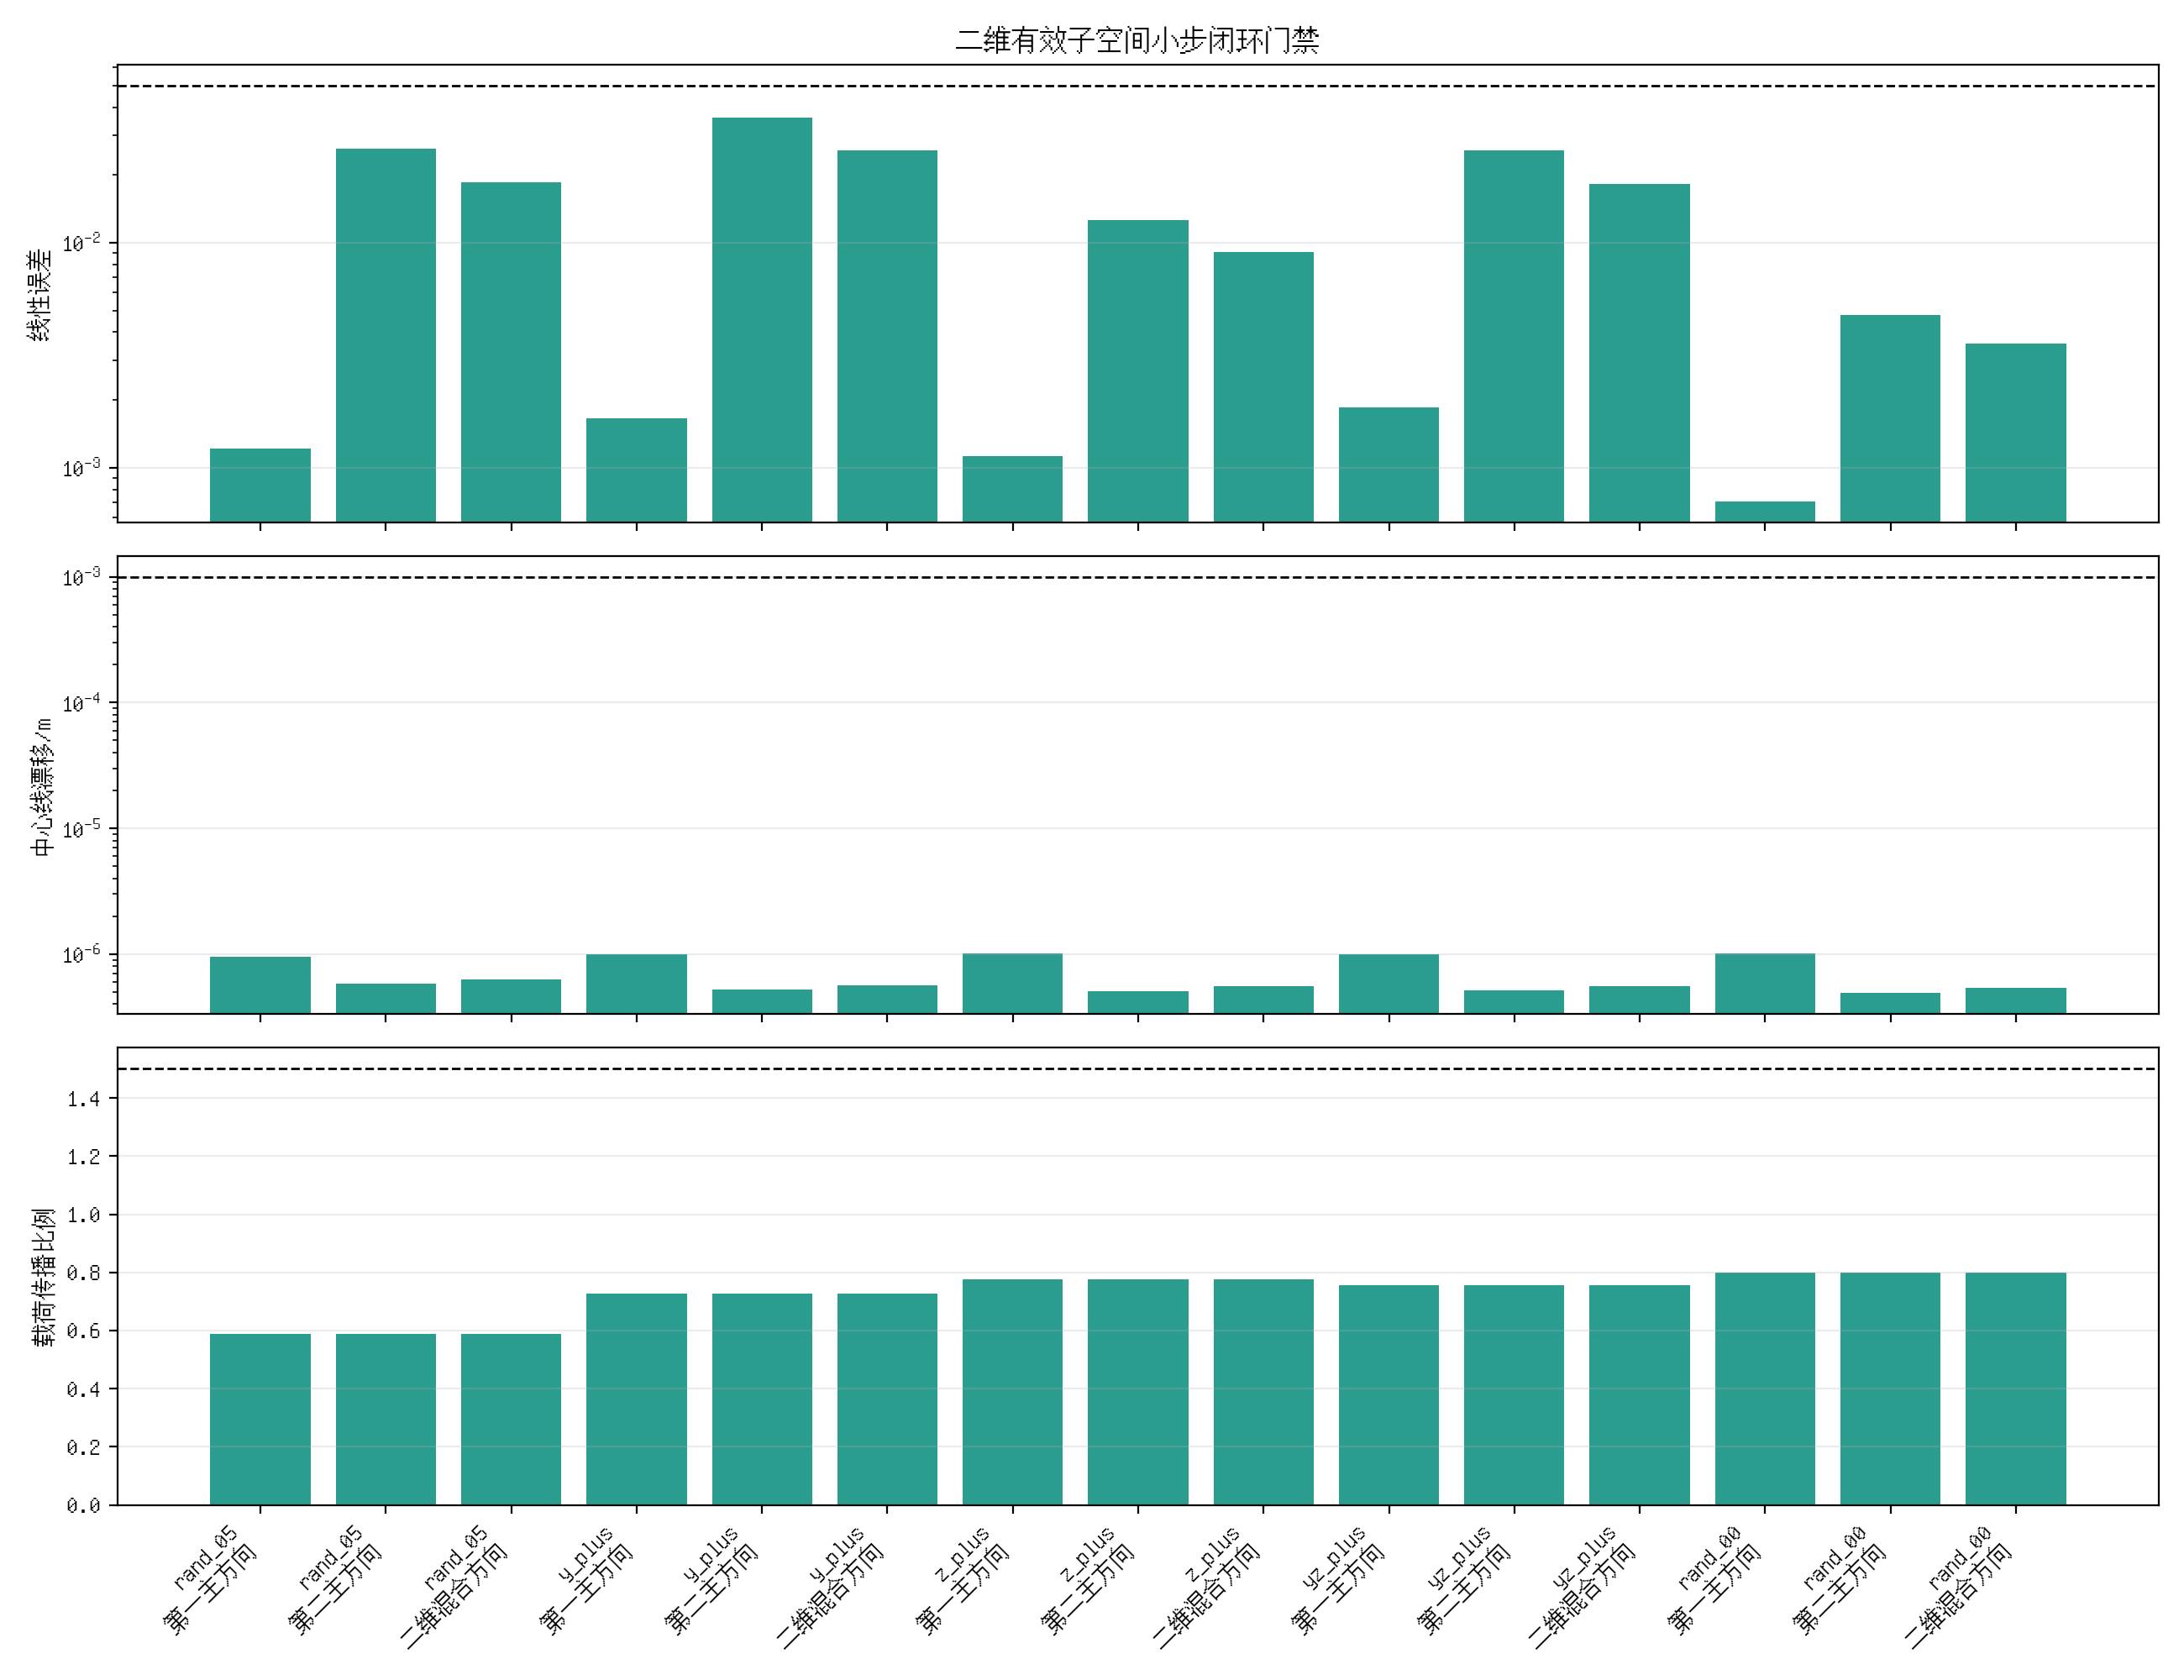 二维有效子空间小步闭环门禁
线性误差
10⁻²
10⁻³
中心线漂移/m
10⁻³
10⁻⁴
10⁻⁵
10⁻⁶
载荷传播比例
1.4
1.2
1.0
0.8
0.6
0.4
0.2
0.0
rand_05
第一主方向
rand_05
第二主方向
rand_05
二维混合方向
y_plus
第一主方向
y_plus
第二主方向
y_plus
二维混合方向
z_plus
第一主方向
z_plus
第二主方向
z_plus
二维混合方向
yz_plus
第一主方向
yz_plus
第二主方向
yz_plus
二维混合方向
rand_00
第一主方向
rand_00
第二主方向
rand_00
二维混合方向